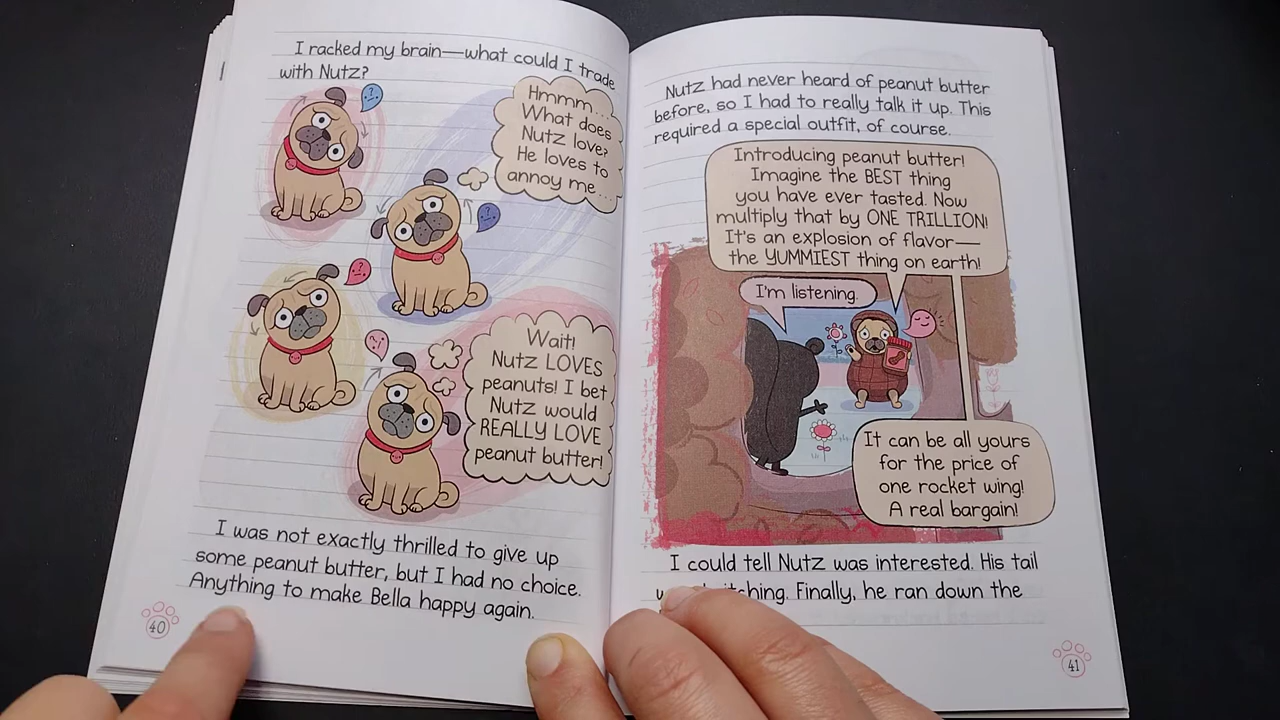 I racked my brain—what could I trade
with Nutz?
Hmmm...
What does
Nutz love?
He loves to
annoy me...
Wait!
Nutz LOVES
peanuts! I bet
Nutz would
REALLY LOVE
peanut butter!
I was not exactly thrilled to give up
some peanut butter, but I had no choice.
Anything to make Bella happy again.
40
Nutz had never heard of peanut butter
before, so I had to really talk it up. This
required a special outfit, of course.
Introducing peanut butter!
Imagine the BEST thing
you have ever tasted. Now
multiply that by ONE TRILLION!
It's an explosion of flavor—
the YUMMIEST thing on earth!
I'm listening.
It can be all yours
for the price of
one rocket wing!
A real bargain!
I could tell Nutz was interested. His tail
Finally, he ran down the
41